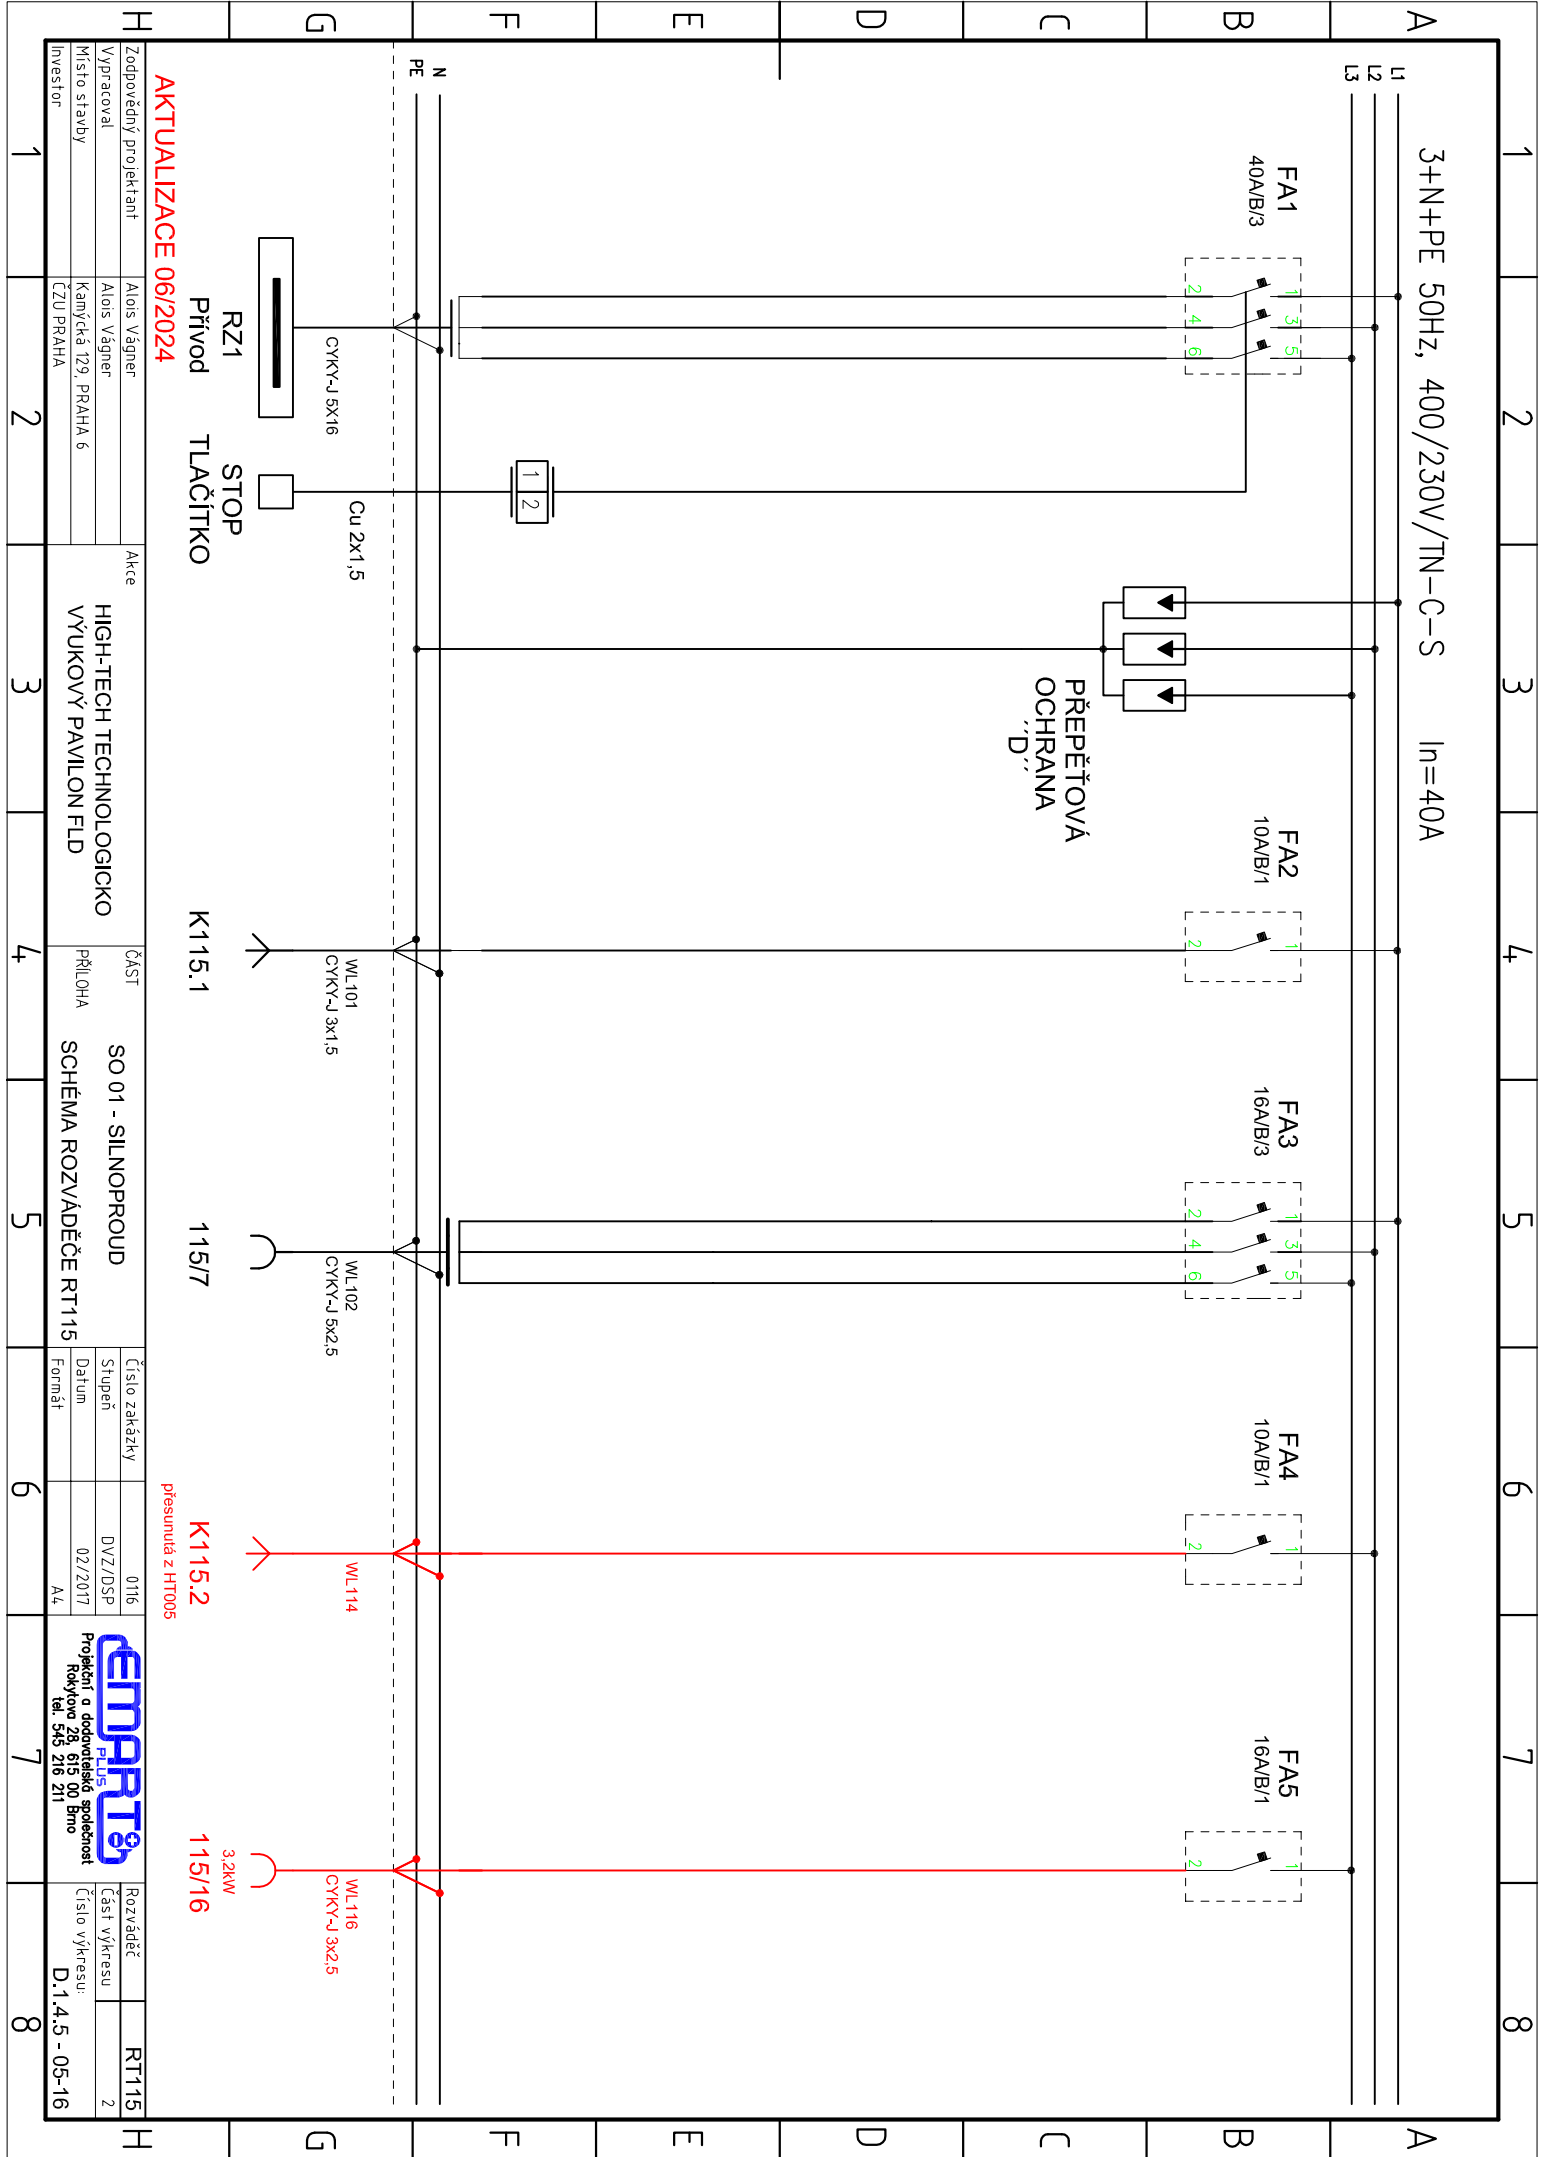 1 2 3 4 5 6 7 8
A
B
C
D
E
F
G
H
A
B
C
D
E
F
G
H
3+N+PE 50Hz, 400/230V/TN-C-S In=40A
L1
L2
L3
FA1
40A/B/3
1 3 5
2 4 6
FA2
10A/B/1
1
2
FA3
16A/B/3
1 3 5
2 4 6
FA4
10A/B/1
1
2
FA5
16A/B/1
1
2
PŘEPĚŤOVÁ
OCHRANA
´´D´´
1 2
N
PE
CYKY-J 5X16
Cu 2x1,5
WL101
CYKY-J 3x1,5
WL102
CYKY-J 5x2,5
WL114
WL116
CYKY-J 3x2,5
RZ1
Přívod
STOP
TLAČÍTKO
K115.1
115/7
K115.2
přesunutá z HT005
3,2kW
115/16
AKTUALIZACE 06/2024
Zodpovědný projektant Alois Vágner
Vypracoval Alois Vágner
Místo stavby Kamýcká 129, PRAHA 6
Investor ČZU PRAHA
Akce
HIGH-TECH TECHNOLOGICKO
VÝUKOVÝ PAVILON FLD
ČÁST
SO 01 - SILNOPROUD
PŘÍLOHA
SCHÉMA ROZVÁDĚČE RT115
Číslo zakázky 0116
Stupeň DVZ/DSP
Datum 02/2017
Formát A4
EMART
PLUS
Projekční a dodavatelská společnost
Rokytova 28, 615 00 Brno
tel. 545 216 211
Rozváděč RT115
Část výkresu 2
Číslo výkresu:
D.1.4.5 - 05-16
1 2 3 4 5 6 7 8